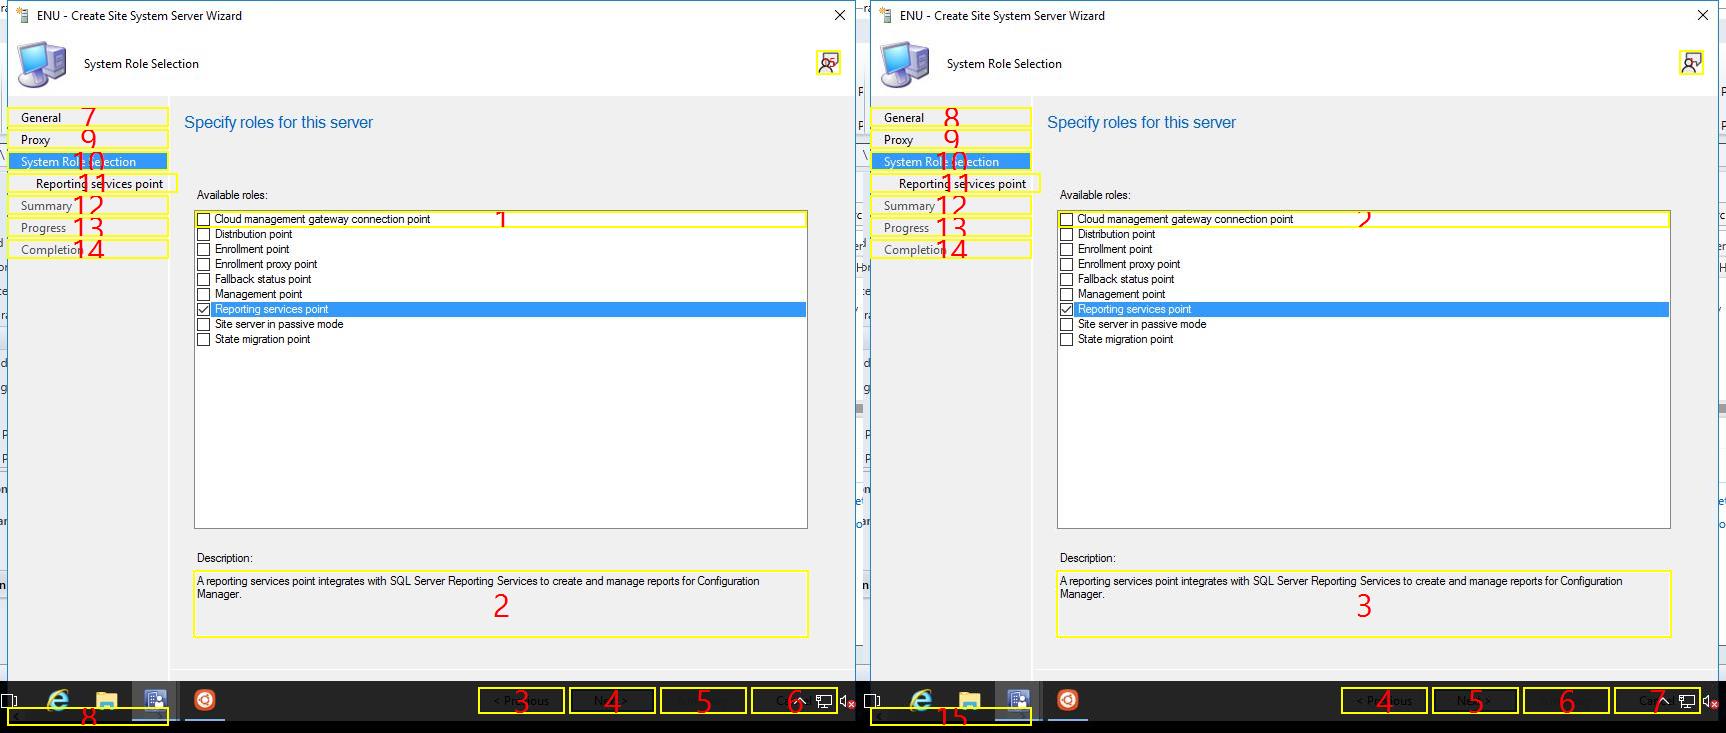 ENU - Create Site System Server Wizard
System Role Selection
General 7
Proxy 9
System Role Selection 10
Reporting services point 11
Summary 12
Progress 13
Completion 14
Specify roles for this server
Available roles:
Cloud management gateway connection point 1
Distribution point
Enrollment point
Enrollment proxy point
Fallback status point
Management point
Reporting services point
Site server in passive mode
State migration point
Description:
A reporting services point integrates with SQL Server Reporting Services to create and manage reports for Configuration
Manager.
2
< Previous 3
4
5
6
8
ENU - Create Site System Server Wizard
System Role Selection
General 8
Proxy 9
System Role Selection 10
Reporting services point 11
Summary 12
Progress 13
Completion 14
Specify roles for this server
Available roles:
Cloud management gateway connection point 2
Distribution point
Enrollment point
Enrollment proxy point
Fallback status point
Management point
Reporting services point
Site server in passive mode
State migration point
Description:
A reporting services point integrates with SQL Server Reporting Services to create and manage reports for Configuration
Manager.
3
< Previous 4
5
6
7
15